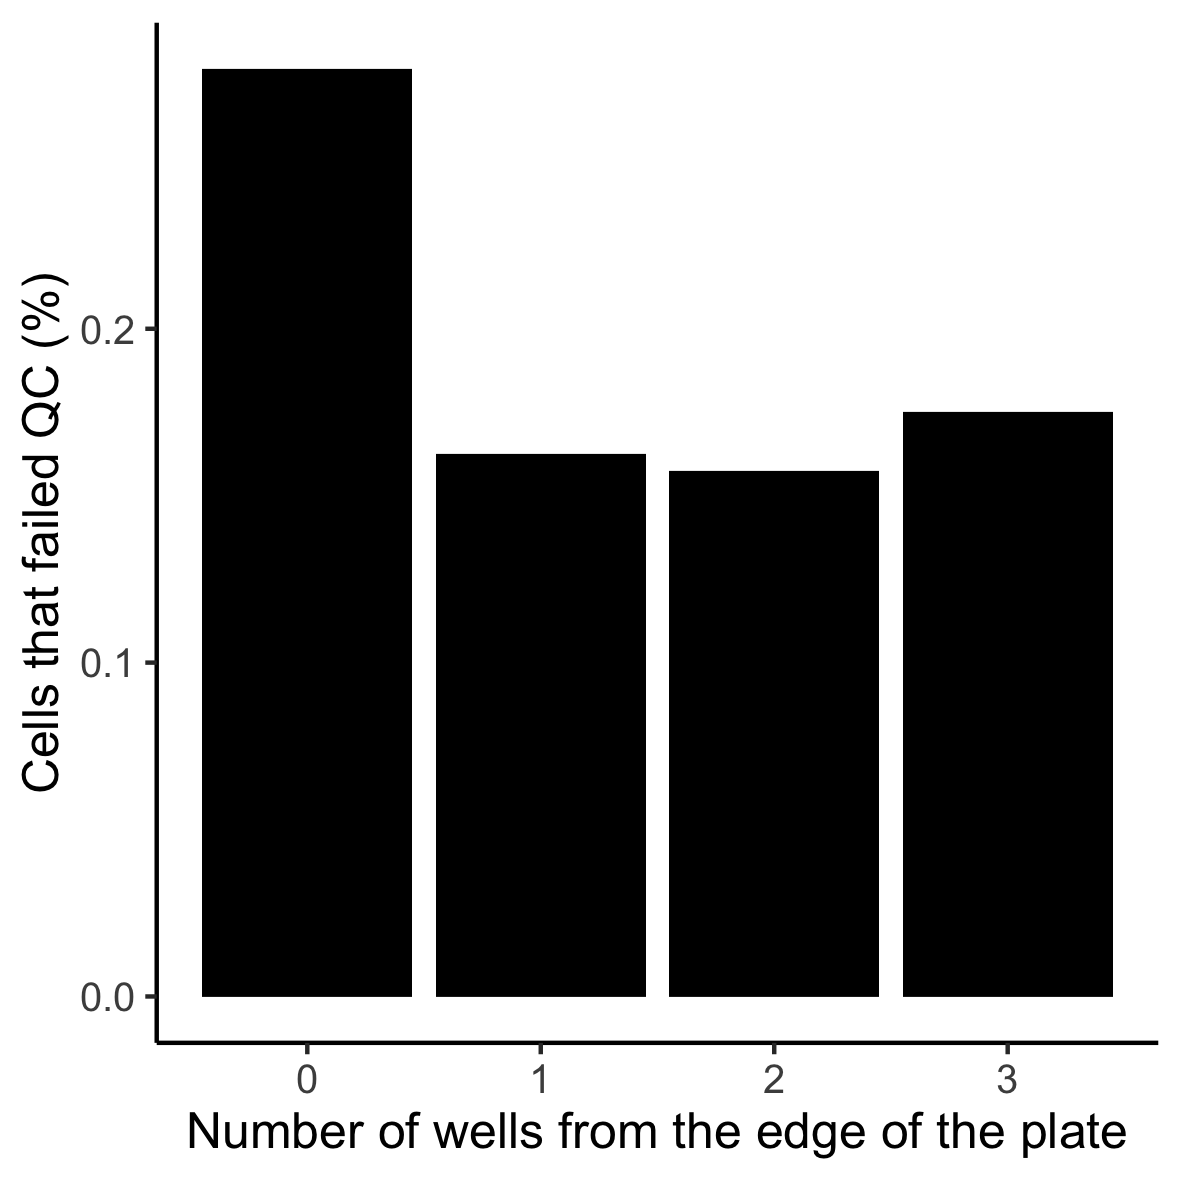 Cells that failed QC (%)
0.2
0.1
0.0
0 1 2 3
Number of wells from the edge of the plate